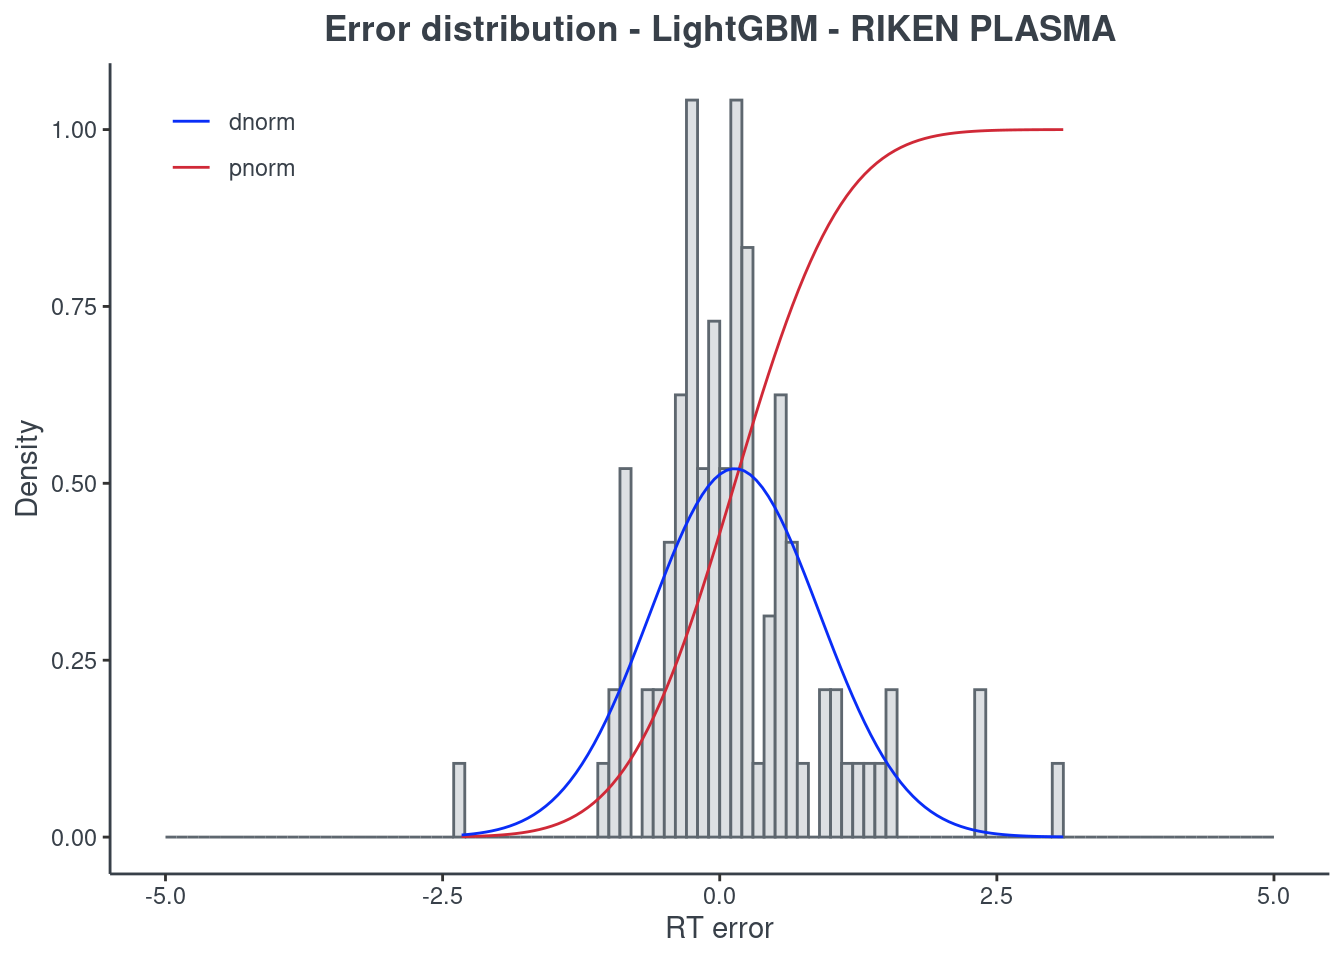 Error distribution - LightGBM - RIKEN PLASMA
dnorm
pnorm
1.00
0.75
0.50
0.25
0.00
Density
-5.0
-2.5
0.0
2.5
5.0
RT error